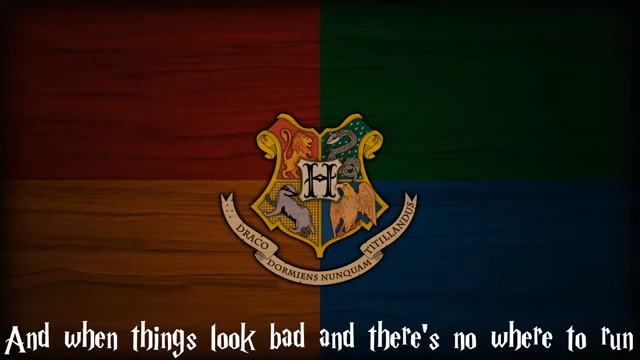 H
DRACO
DORMIENS NUNQUAM
TITILLANDUS
And when things look bad and there's no where to run